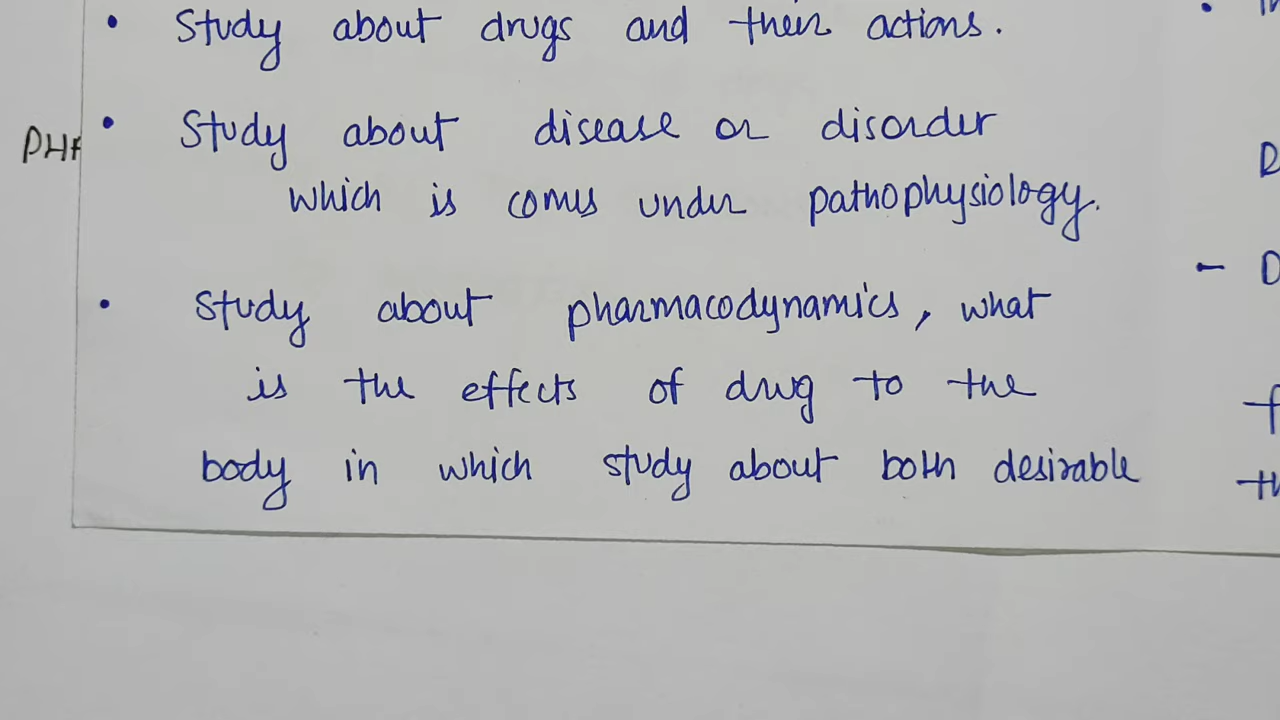 • Study about drugs and their actions.
• Study about disease or disorder
which is comes under pathophysiology.
• Study about pharmacodynamics, what
is the effects of drug to the
body in which study about both desirable